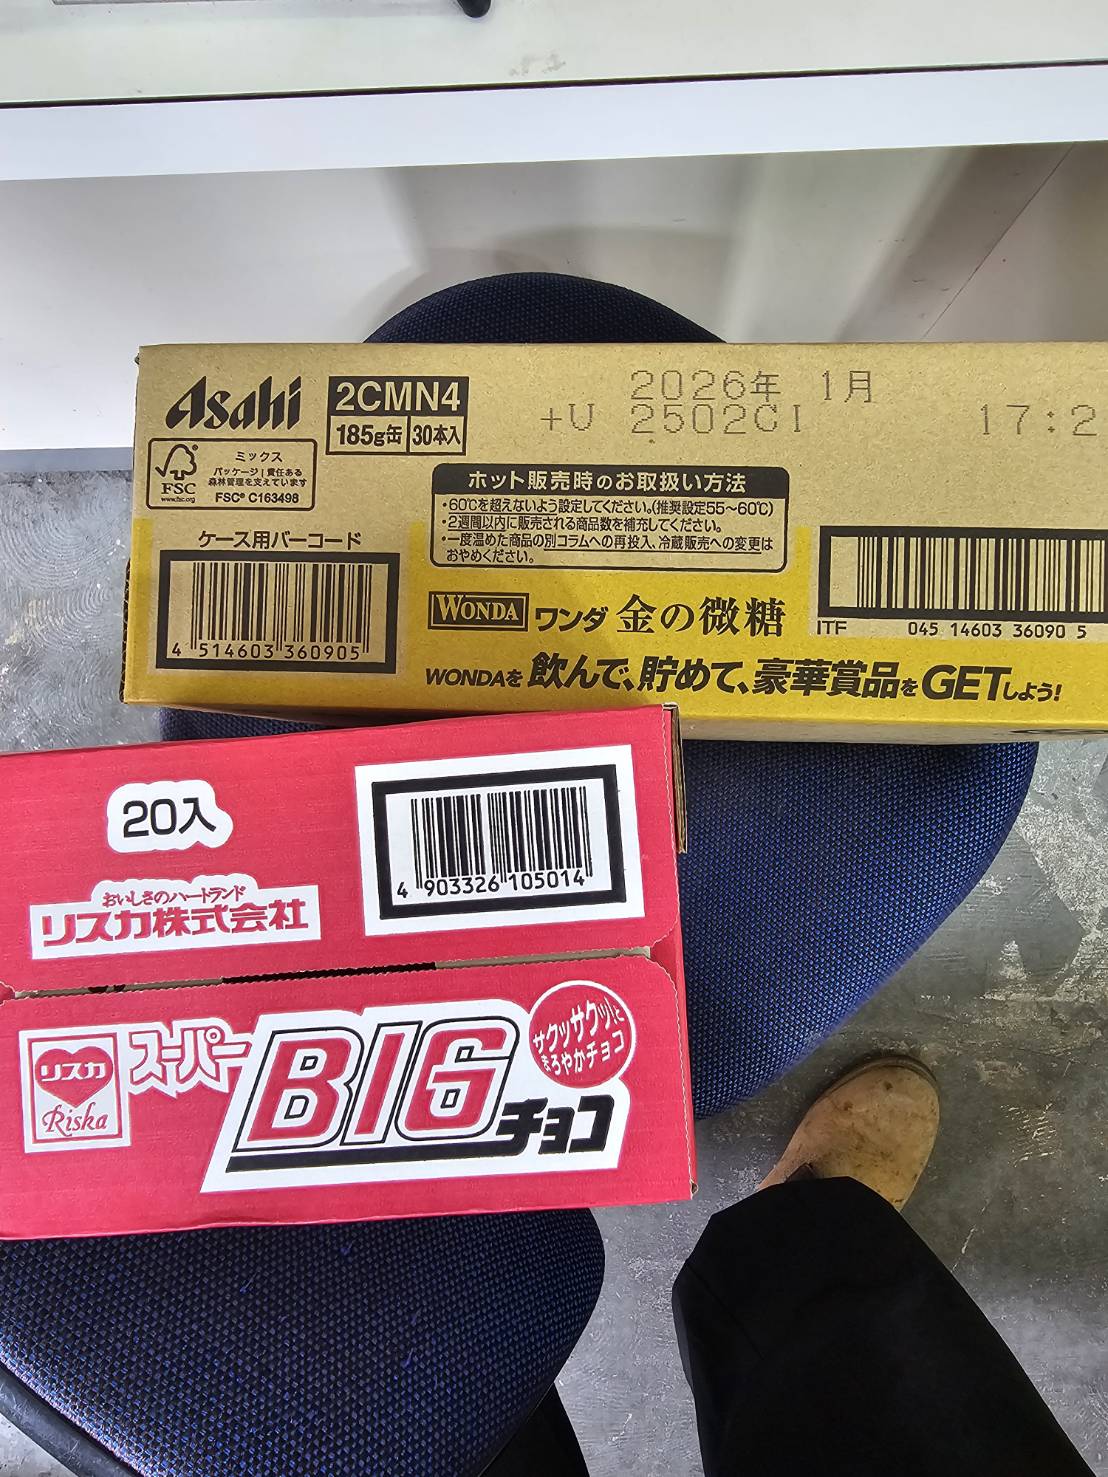 Asahi
2CMN4
185g缶 30本入
2026年 1月
+U 2502CI 17:2
FSC
www.fsc.org
ミックス
パッケージ|責任ある
森林管理を支えています
FSC® C163498
ホット販売時のお取扱い方法
・60℃を超えないよう設定してください。(推奨設定55～60℃)
・2週間以内に販売される商品数を補充してください。
・一度温めた商品の別コラムへの再投入、冷蔵販売への変更は
おやめください。
ケース用バーコード
4 514603 360905
WONDA ワンダ 金の微糖
ITF 045 14603 36090 5
WONDAを飲んで、貯めて、豪華賞品をGETしよう!
20入
おいしさのハートランド
リスカ株式会社
4 903326 105014
リスカ
Riska
スーパー
BIG
チョコ
サクッサクッに
まろやかチョコ